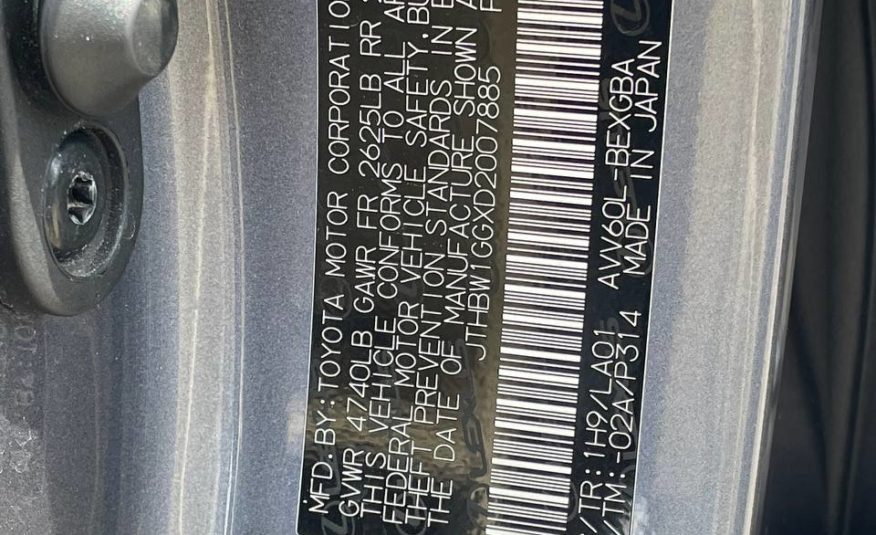 MFD.BY:TOYOTA MOTOR CORPORATION
GVWR 4740LB GAWR FR 2625LB RR
THIS VEHICLE CONFORMS TO ALL
FEDERAL MOTOR VEHICLE SAFETY,
THEFT PREVENTION STANDARDS IN
THE DATE OF MANUFACTURE SHOWN
JTHBW1GGXD2007885
/TR:1H9/LA01 AVV60L-BEXGBA
/TM:-02A/P314 MADE IN JAPAN